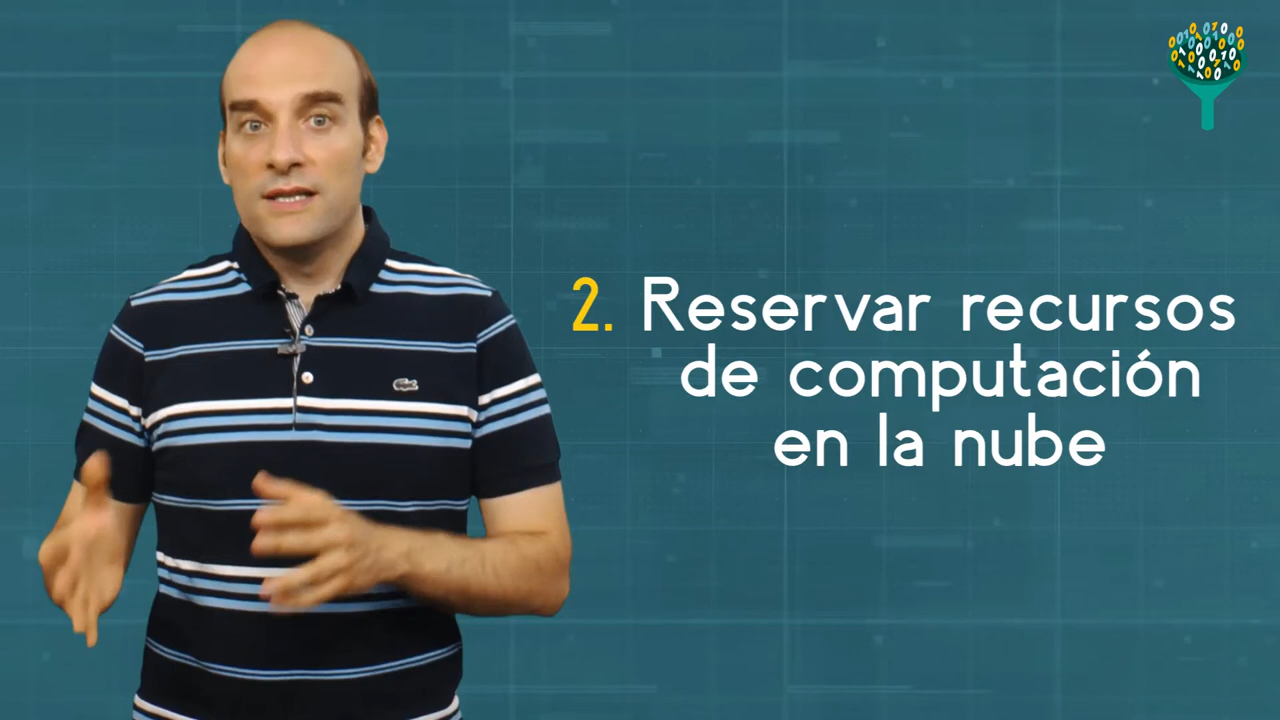 2. Reservar recursos
de computación
en la nube